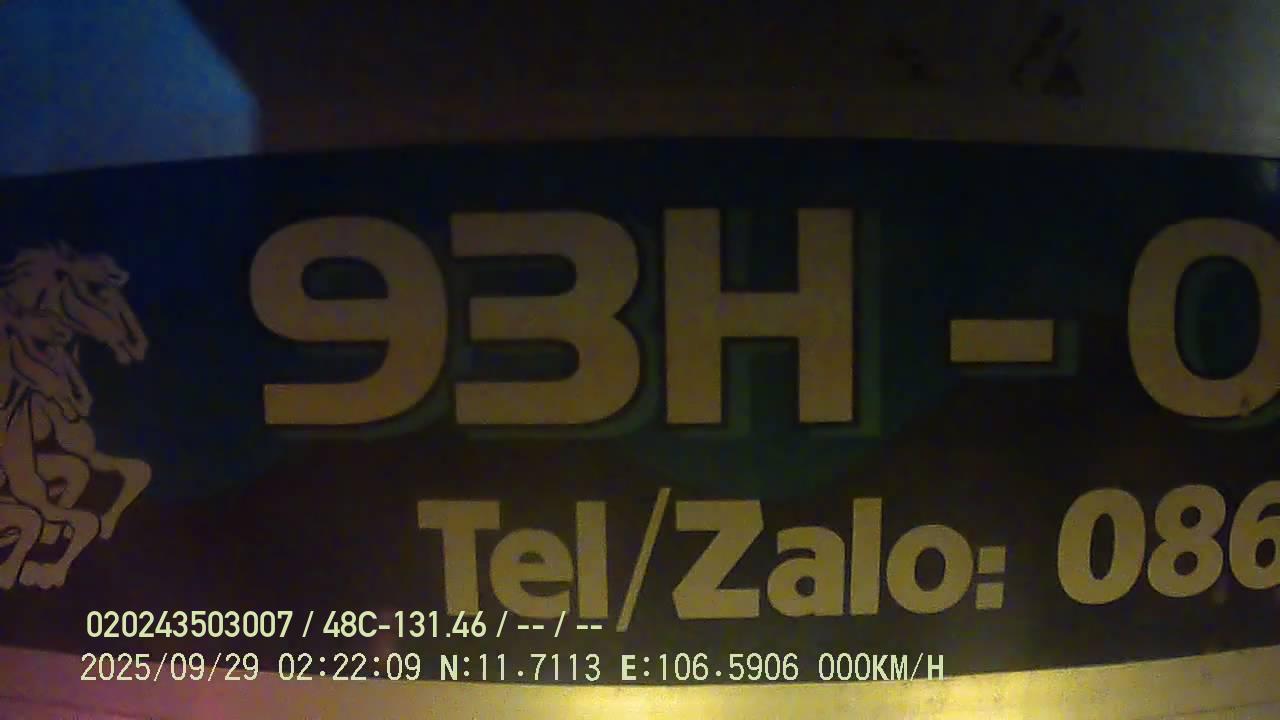 93H - 0
Tel/Zalo: 086
020243503007 / 48C-131.46 / -- / --
2025/09/29 02:22:09 N:11.7113 E:106.5906 000KM/H